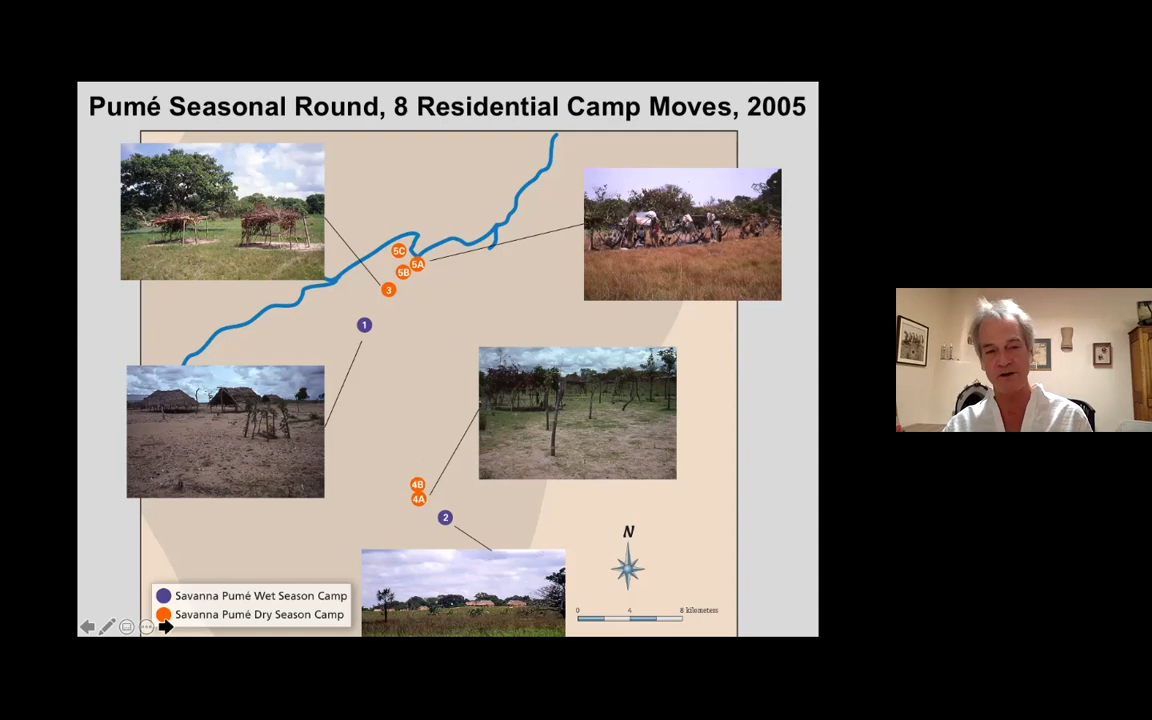 Pumé Seasonal Round, 8 Residential Camp Moves, 2005
5C
5A
5B
3
1
4B
4A
2
N
Savanna Pumé Wet Season Camp
Savanna Pumé Dry Season Camp
0 4 8 kilometers